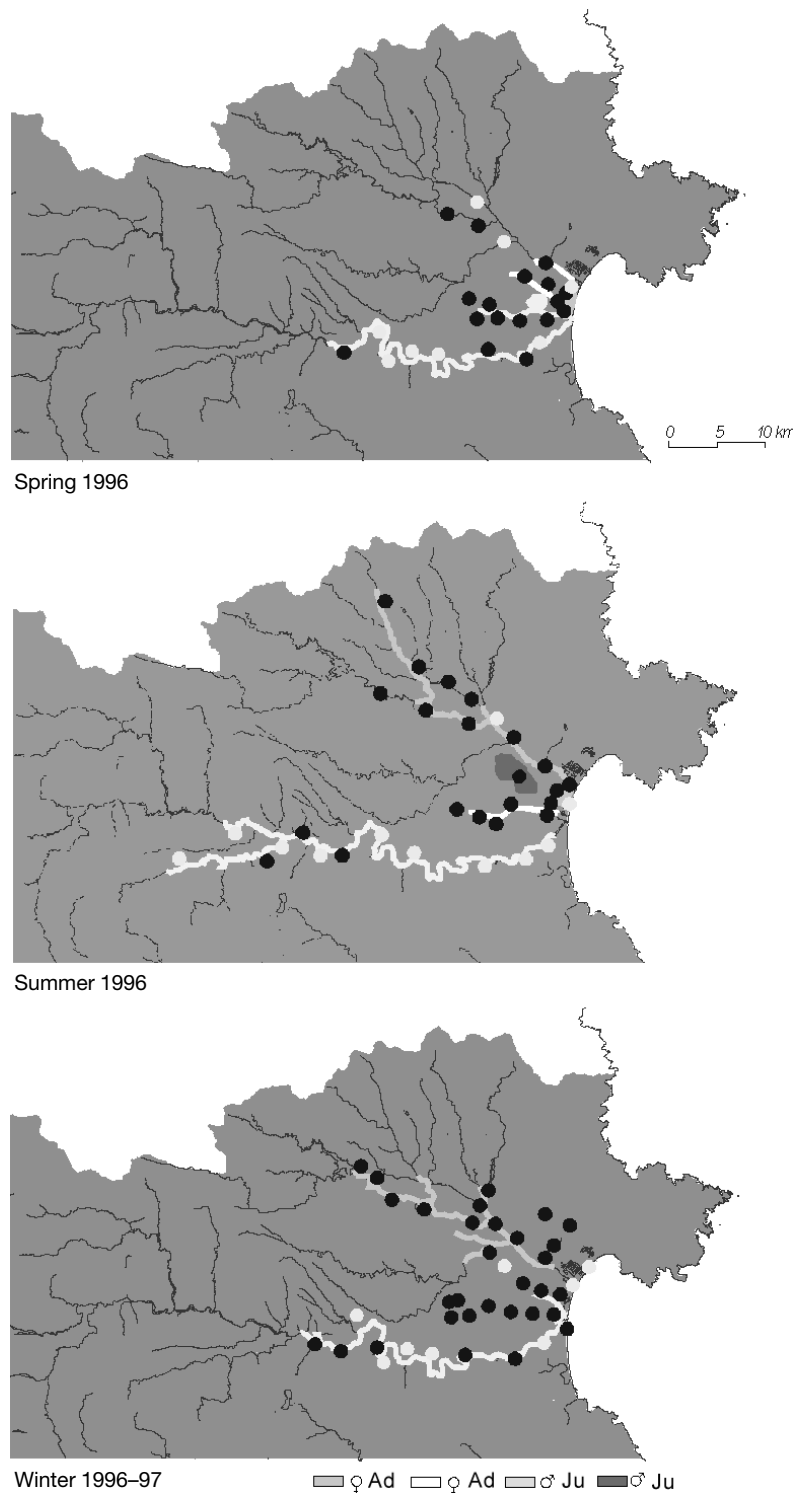 0 5 10 km
Spring 1996
Summer 1996
Winter 1996–97
♀ Ad ♀ Ad ♂ Ju ♂ Ju